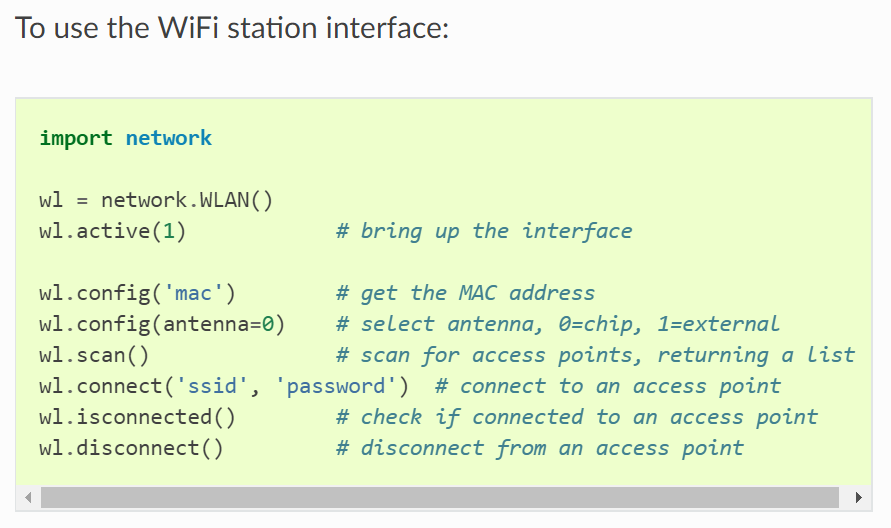 To use the WiFi station interface:
import network
wl = network.WLAN()
wl.active(1)            # bring up the interface
wl.config('mac')        # get the MAC address
wl.config(antenna=0)    # select antenna, 0=chip, 1=external
wl.scan()               # scan for access points, returning a list
wl.connect('ssid', 'password')  # connect to an access point
wl.isconnected()        # check if connected to an access point
wl.disconnect()         # disconnect from an access point